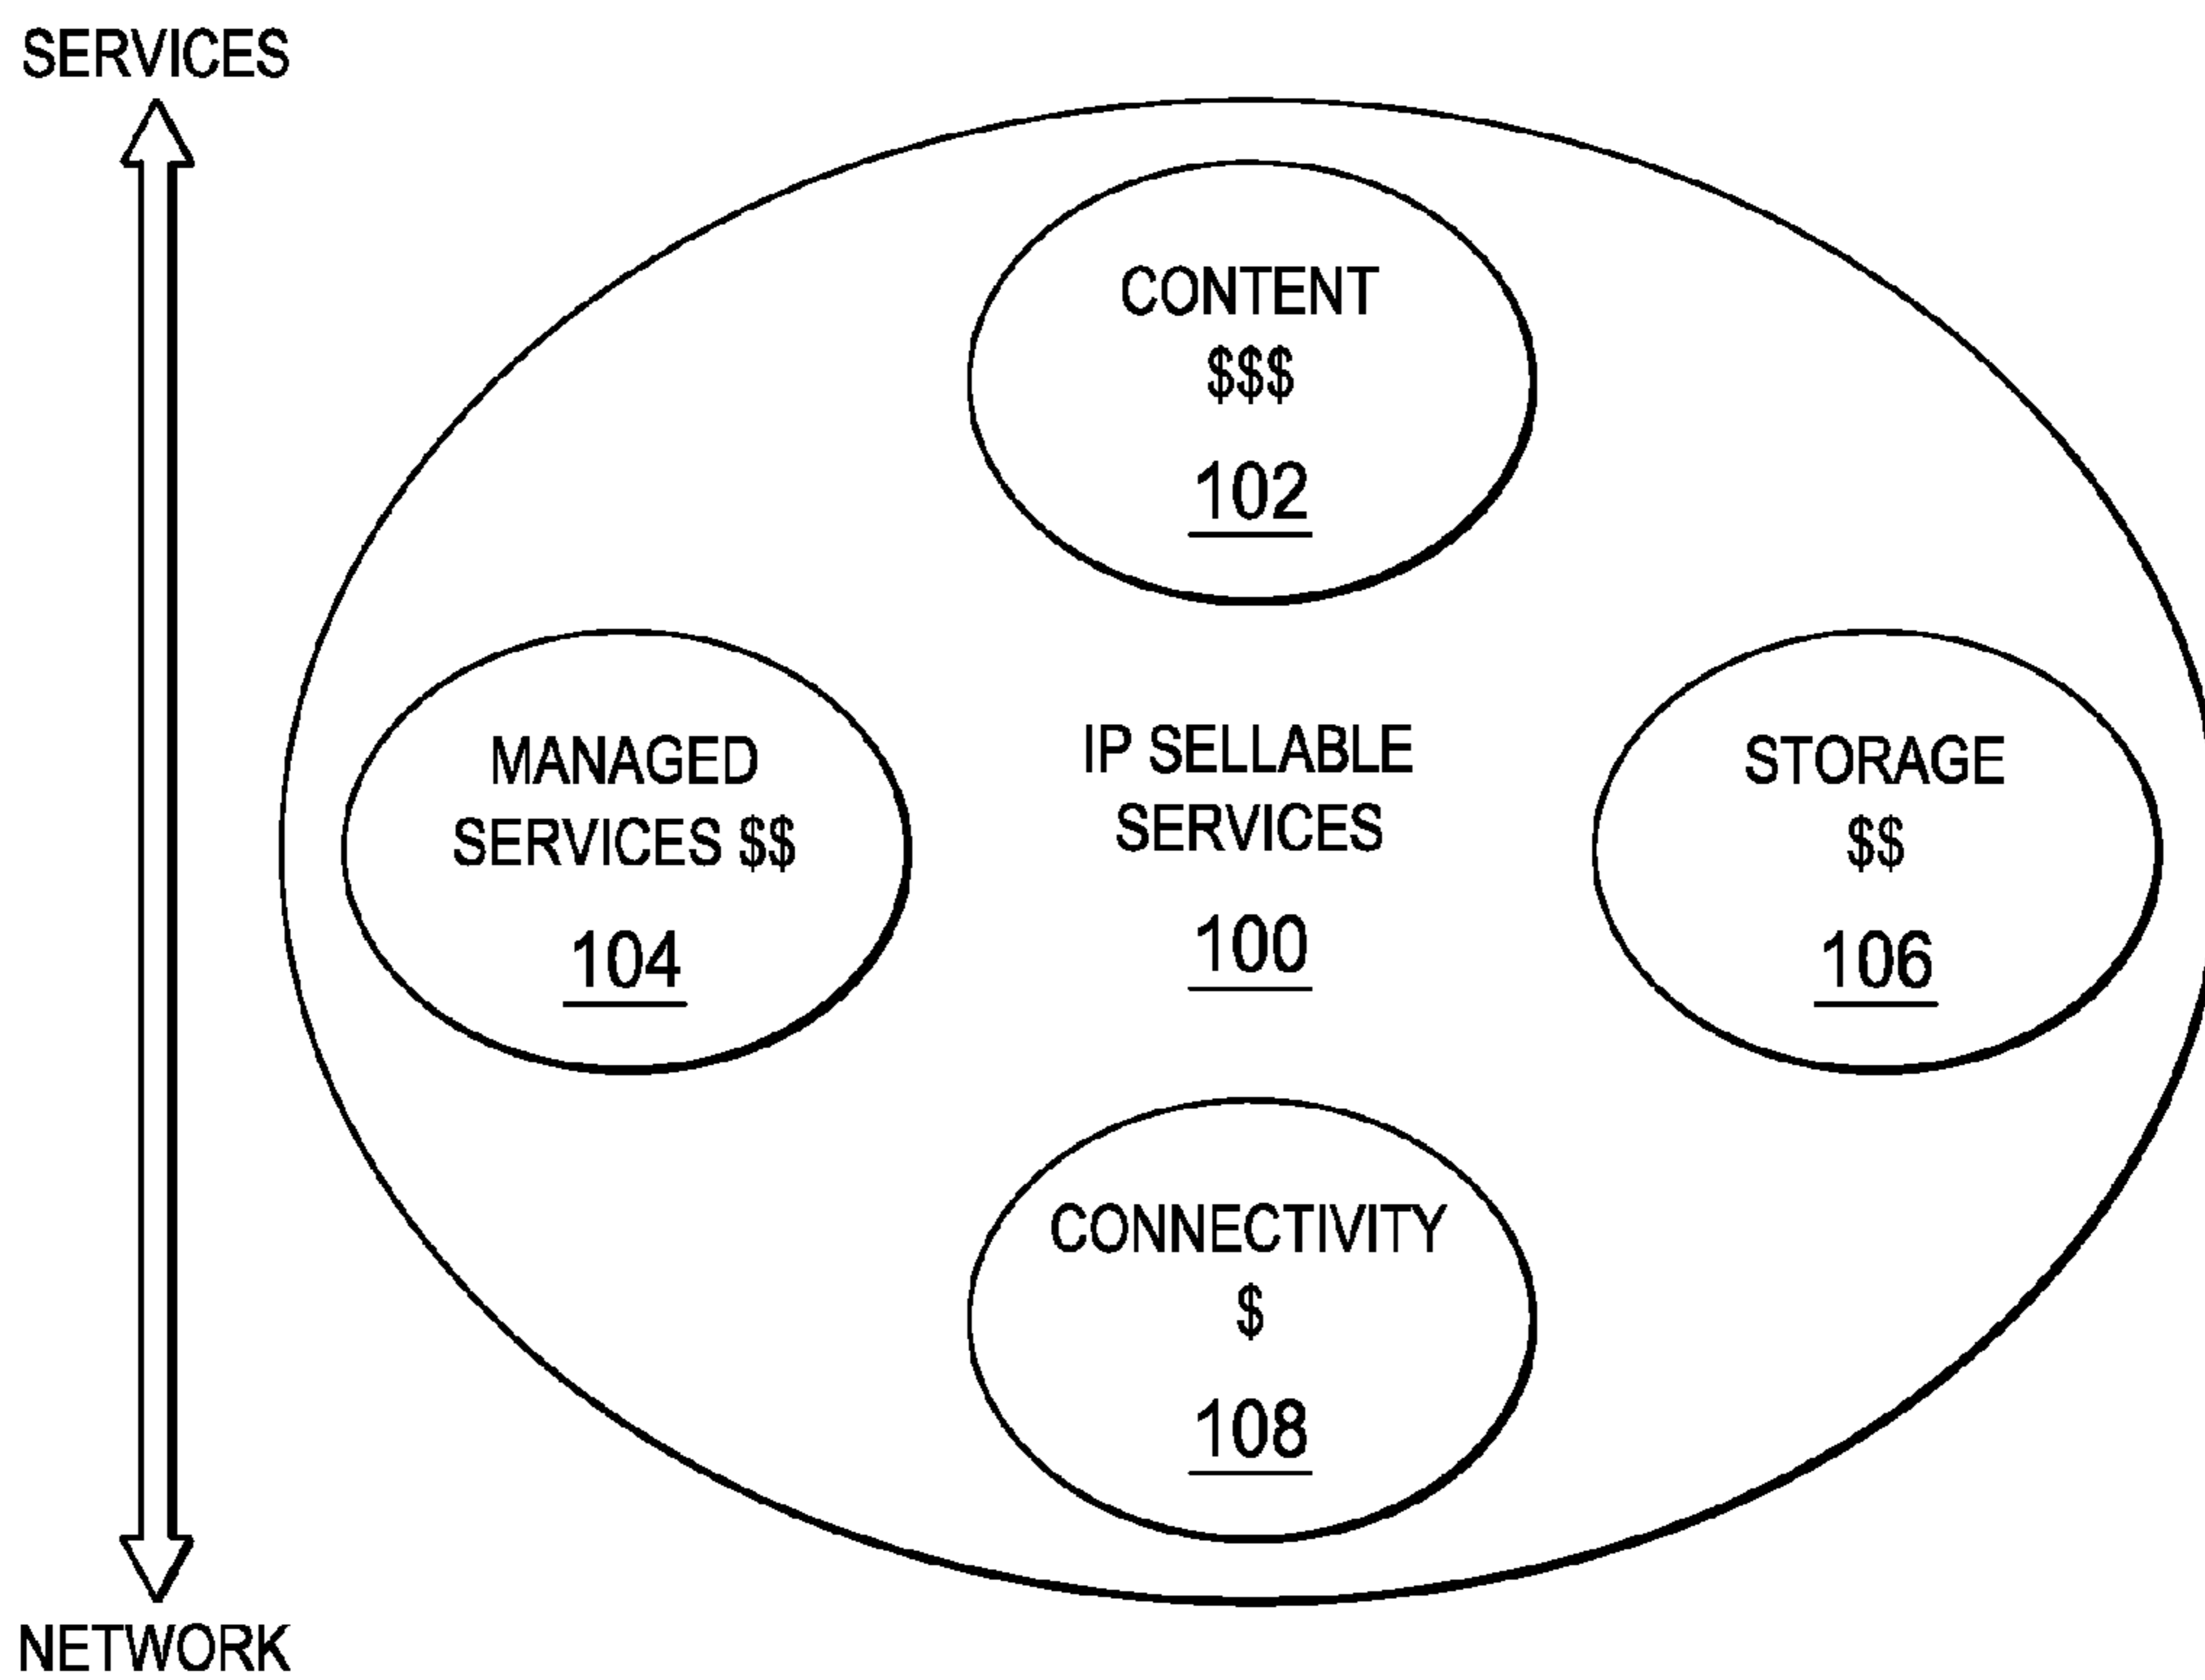 SERVICES
CONTENT
$$$
102
MANAGED
SERVICES $$
104
IP SELLABLE
SERVICES
100
STORAGE
$$
106
CONNECTIVITY
$
108
NETWORK